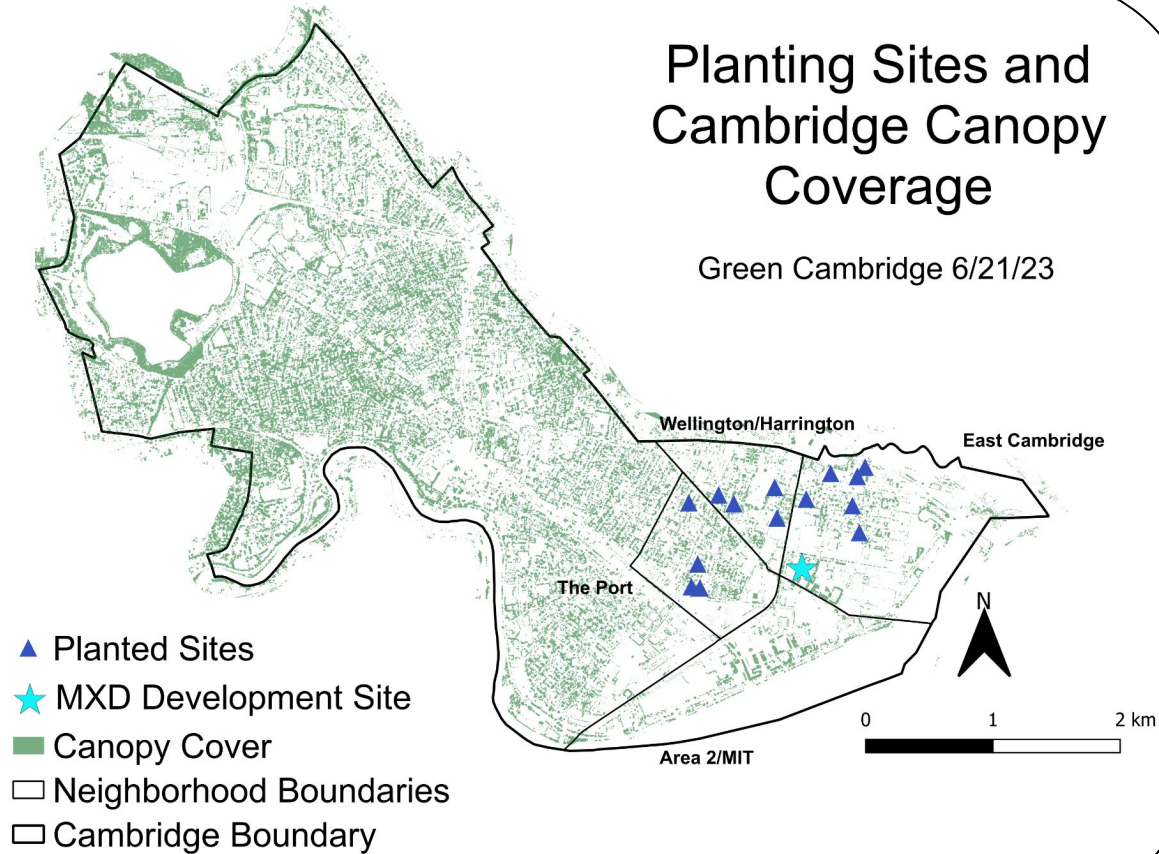 Planting Sites and
Cambridge Canopy
Coverage
Green Cambridge 6/21/23
Wellington/Harrington
East Cambridge
The Port
N
Planted Sites
MXD Development Site
Canopy Cover
Neighborhood Boundaries
Cambridge Boundary
0 1 2 km
Area 2/MIT